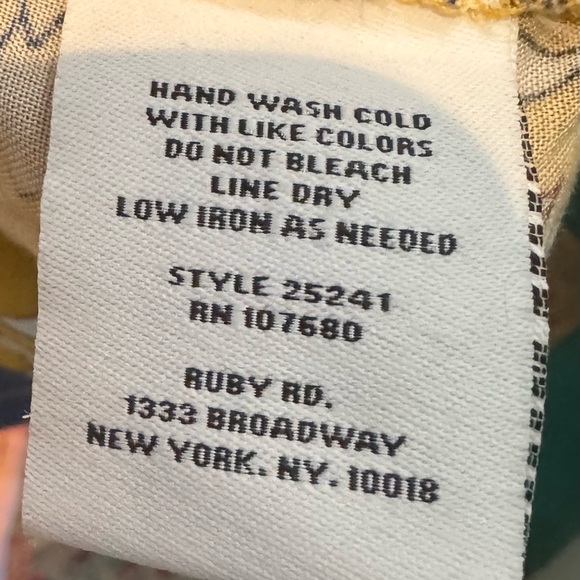 HAND WASH COLD
WITH LIKE COLORS
DO NOT BLEACH
LINE DRY
LOW IRON AS NEEDED
STYLE 25241
RN 107680
RUBY RD.
1333 BROADWAY
NEW YORK. NY. 10018